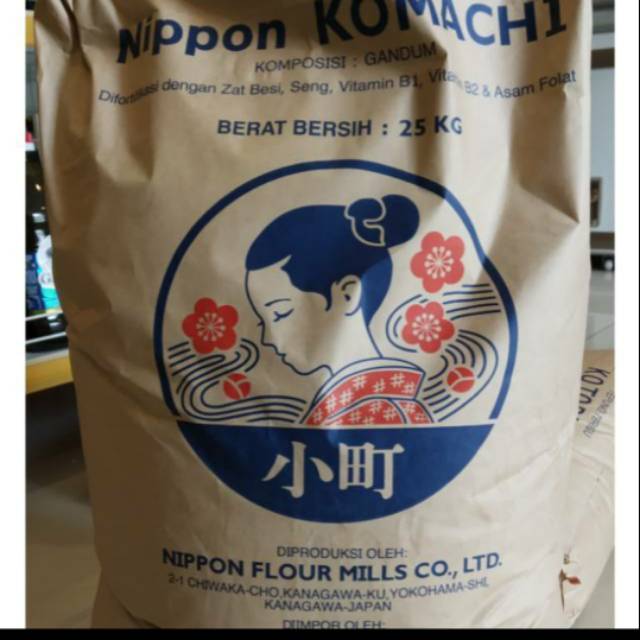 Nippon KOMACHI
KOMPOSISI : GANDUM
Difortifikasi dengan Zat Besi, Seng, Vitamin B1, Vitamin B2 & Asam Folat
BERAT BERSIH : 25 KG
小町
DIPRODUKSI OLEH:
NIPPON FLOUR MILLS CO., LTD.
2-1 CHIWAKA-CHO,KANAGAWA-KU,YOKOHAMA-SHI,
KANAGAWA-JAPAN
DIIMPOR OLEH: